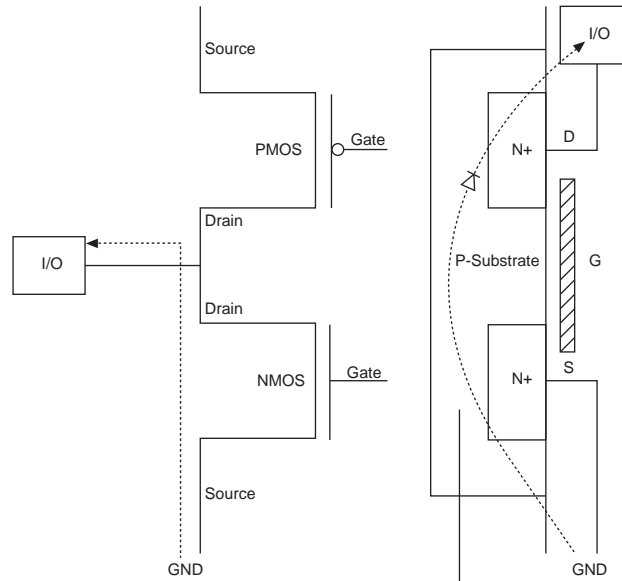 Source
PMOS
Gate
Drain
I/O
Drain
NMOS
Gate
Source
GND
I/O
N+
D
P-Substrate
G
S
N+
GND